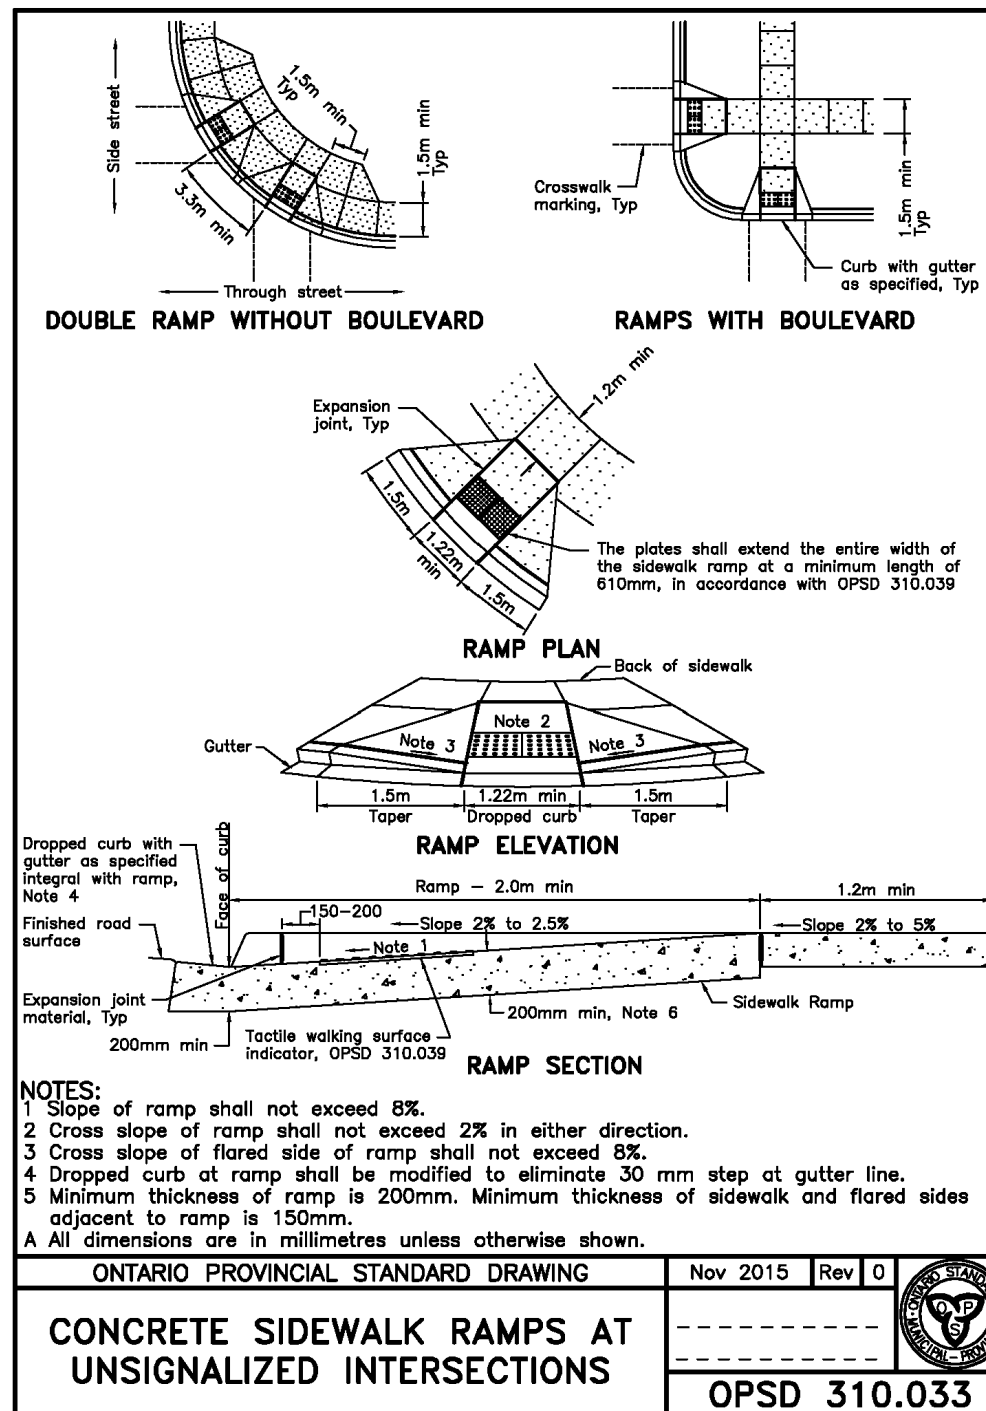 1.5m min
Typ
Side street
1.5m min
Typ
3.3m min
Through street
DOUBLE RAMP WITHOUT BOULEVARD
Crosswalk
marking, Typ
1.5m min
Typ
Curb with gutter
as specified, Typ
RAMPS WITH BOULEVARD
1.2m min
Expansion
joint, Typ
1.5m
1.22m
min
1.5m
The plates shall extend the entire width of
the sidewalk ramp at a minimum length of
610mm, in accordance with OPSD 310.039
RAMP PLAN
Back of sidewalk
Note 2
Note 3
Note 3
Gutter
1.5m
Taper
1.22m min
Dropped curb
1.5m
Taper
RAMP ELEVATION
Dropped curb with
gutter as specified
integral with ramp,
Note 4
Face of curb
Ramp – 2.0m min
1.2m min
150-200
Finished road
surface
Slope 2% to 2.5%
Slope 2% to 5%
Note 1
Expansion joint
material, Typ
200mm min
Tactile walking surface
indicator, OPSD 310.039
200mm min, Note 6
Sidewalk Ramp
RAMP SECTION
NOTES:
1 Slope of ramp shall not exceed 8%.
2 Cross slope of ramp shall not exceed 2% in either direction.
3 Cross slope of flared side of ramp shall not exceed 8%.
4 Dropped curb at ramp shall be modified to eliminate 30 mm step at gutter line.
5 Minimum thickness of ramp is 200mm. Minimum thickness of sidewalk and flared sides
adjacent to ramp is 150mm.
A All dimensions are in millimetres unless otherwise shown.
ONTARIO PROVINCIAL STANDARD DRAWING
Nov 2015
Rev
0
CONCRETE SIDEWALK RAMPS AT
UNSIGNALIZED INTERSECTIONS
OPSD 310.033
ONTARIO
O P
S
MUNICIPAL –